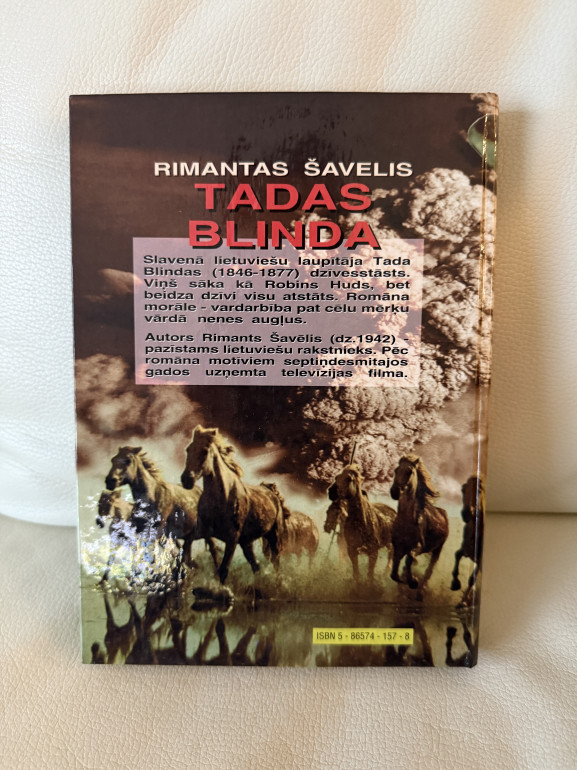 RIMANTAS ŠAVELIS
TADAS
BLINDA
Slavenā lietuviešu laupītāja Tada
Blindas (1846-1877) dzīvesstāsts.
Viņš sāka kā Robins Huds, bet
beidza dzīvi visu atstāts. Romāna
morāle - vardarbība pat cēlu mērķu
vārdā nenes augļus.
Autors Rimants Šavēlis (dz.1942) -
pazīstams lietuviešu rakstnieks. Pēc
romāna motīviem septiņdesmitajos
gados uzņemta televīzijas filma.
ISBN 5 - 86574 - 157 - 8